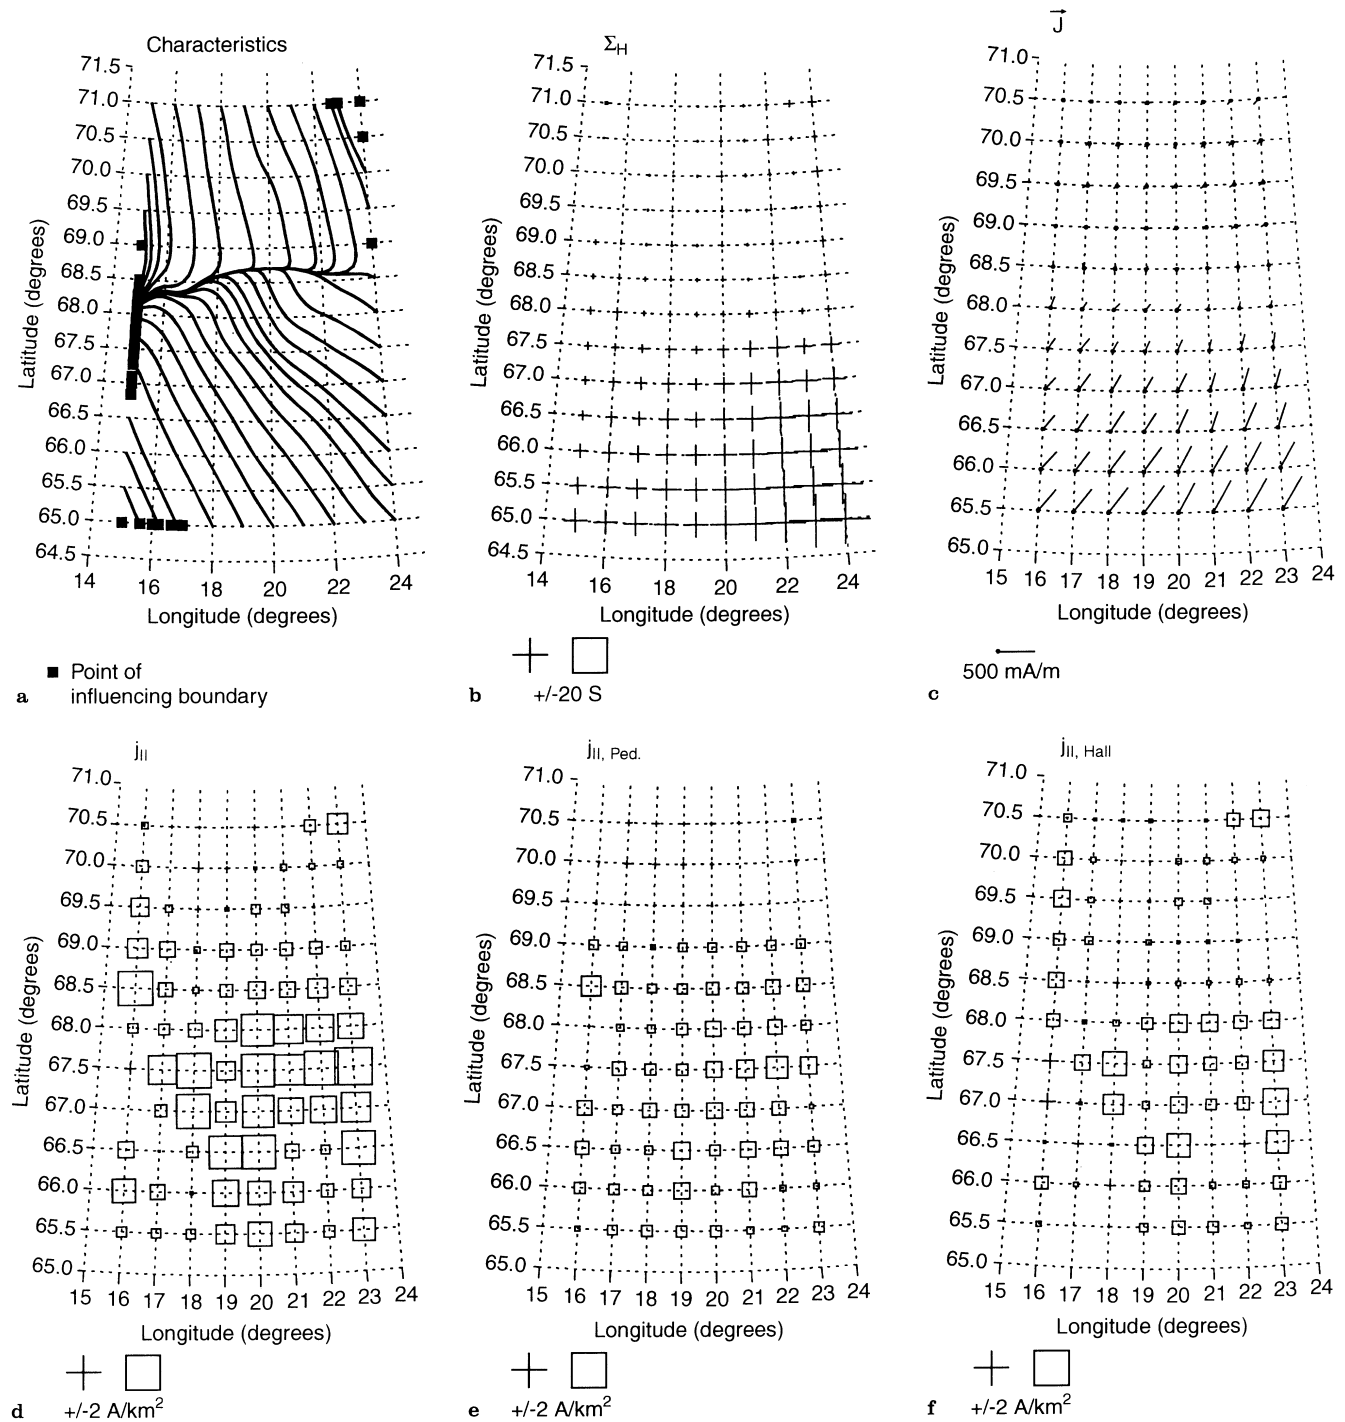 Characteristics
71.5
71.0
70.5
70.0
69.5
69.0
68.5
68.0
67.5
67.0
66.5
66.0
65.5
65.0
64.5
Latitude (degrees)
14 16 18 20 22 24
Longitude (degrees)
■ Point of
influencing boundary
a
Σ_H
71.5
71.0
70.5
70.0
69.5
69.0
68.5
68.0
67.5
67.0
66.5
66.0
65.5
65.0
64.5
Latitude (degrees)
14 16 18 20 22 24
Longitude (degrees)
+/-20 S
b
J⃗
71.0
70.5
70.0
69.5
69.0
68.5
68.0
67.5
67.0
66.5
66.0
65.5
65.0
Latitude (degrees)
15 16 17 18 19 20 21 22 23 24
Longitude (degrees)
500 mA/m
c
j_II
71.0
70.5
70.0
69.5
69.0
68.5
68.0
67.5
67.0
66.5
66.0
65.5
65.0
Latitude (degrees)
15 16 17 18 19 20 21 22 23 24
Longitude (degrees)
+/-2 A/km²
d
j_II, Ped.
71.0
70.5
70.0
69.5
69.0
68.5
68.0
67.5
67.0
66.5
66.0
65.5
65.0
Latitude (degrees)
15 16 17 18 19 20 21 22 23 24
Longitude (degrees)
+/-2 A/km²
e
j_II, Hall
71.0
70.5
70.0
69.5
69.0
68.5
68.0
67.5
67.0
66.5
66.0
65.5
65.0
Latitude (degrees)
15 16 17 18 19 20 21 22 23 24
Longitude (degrees)
+/-2 A/km²
f